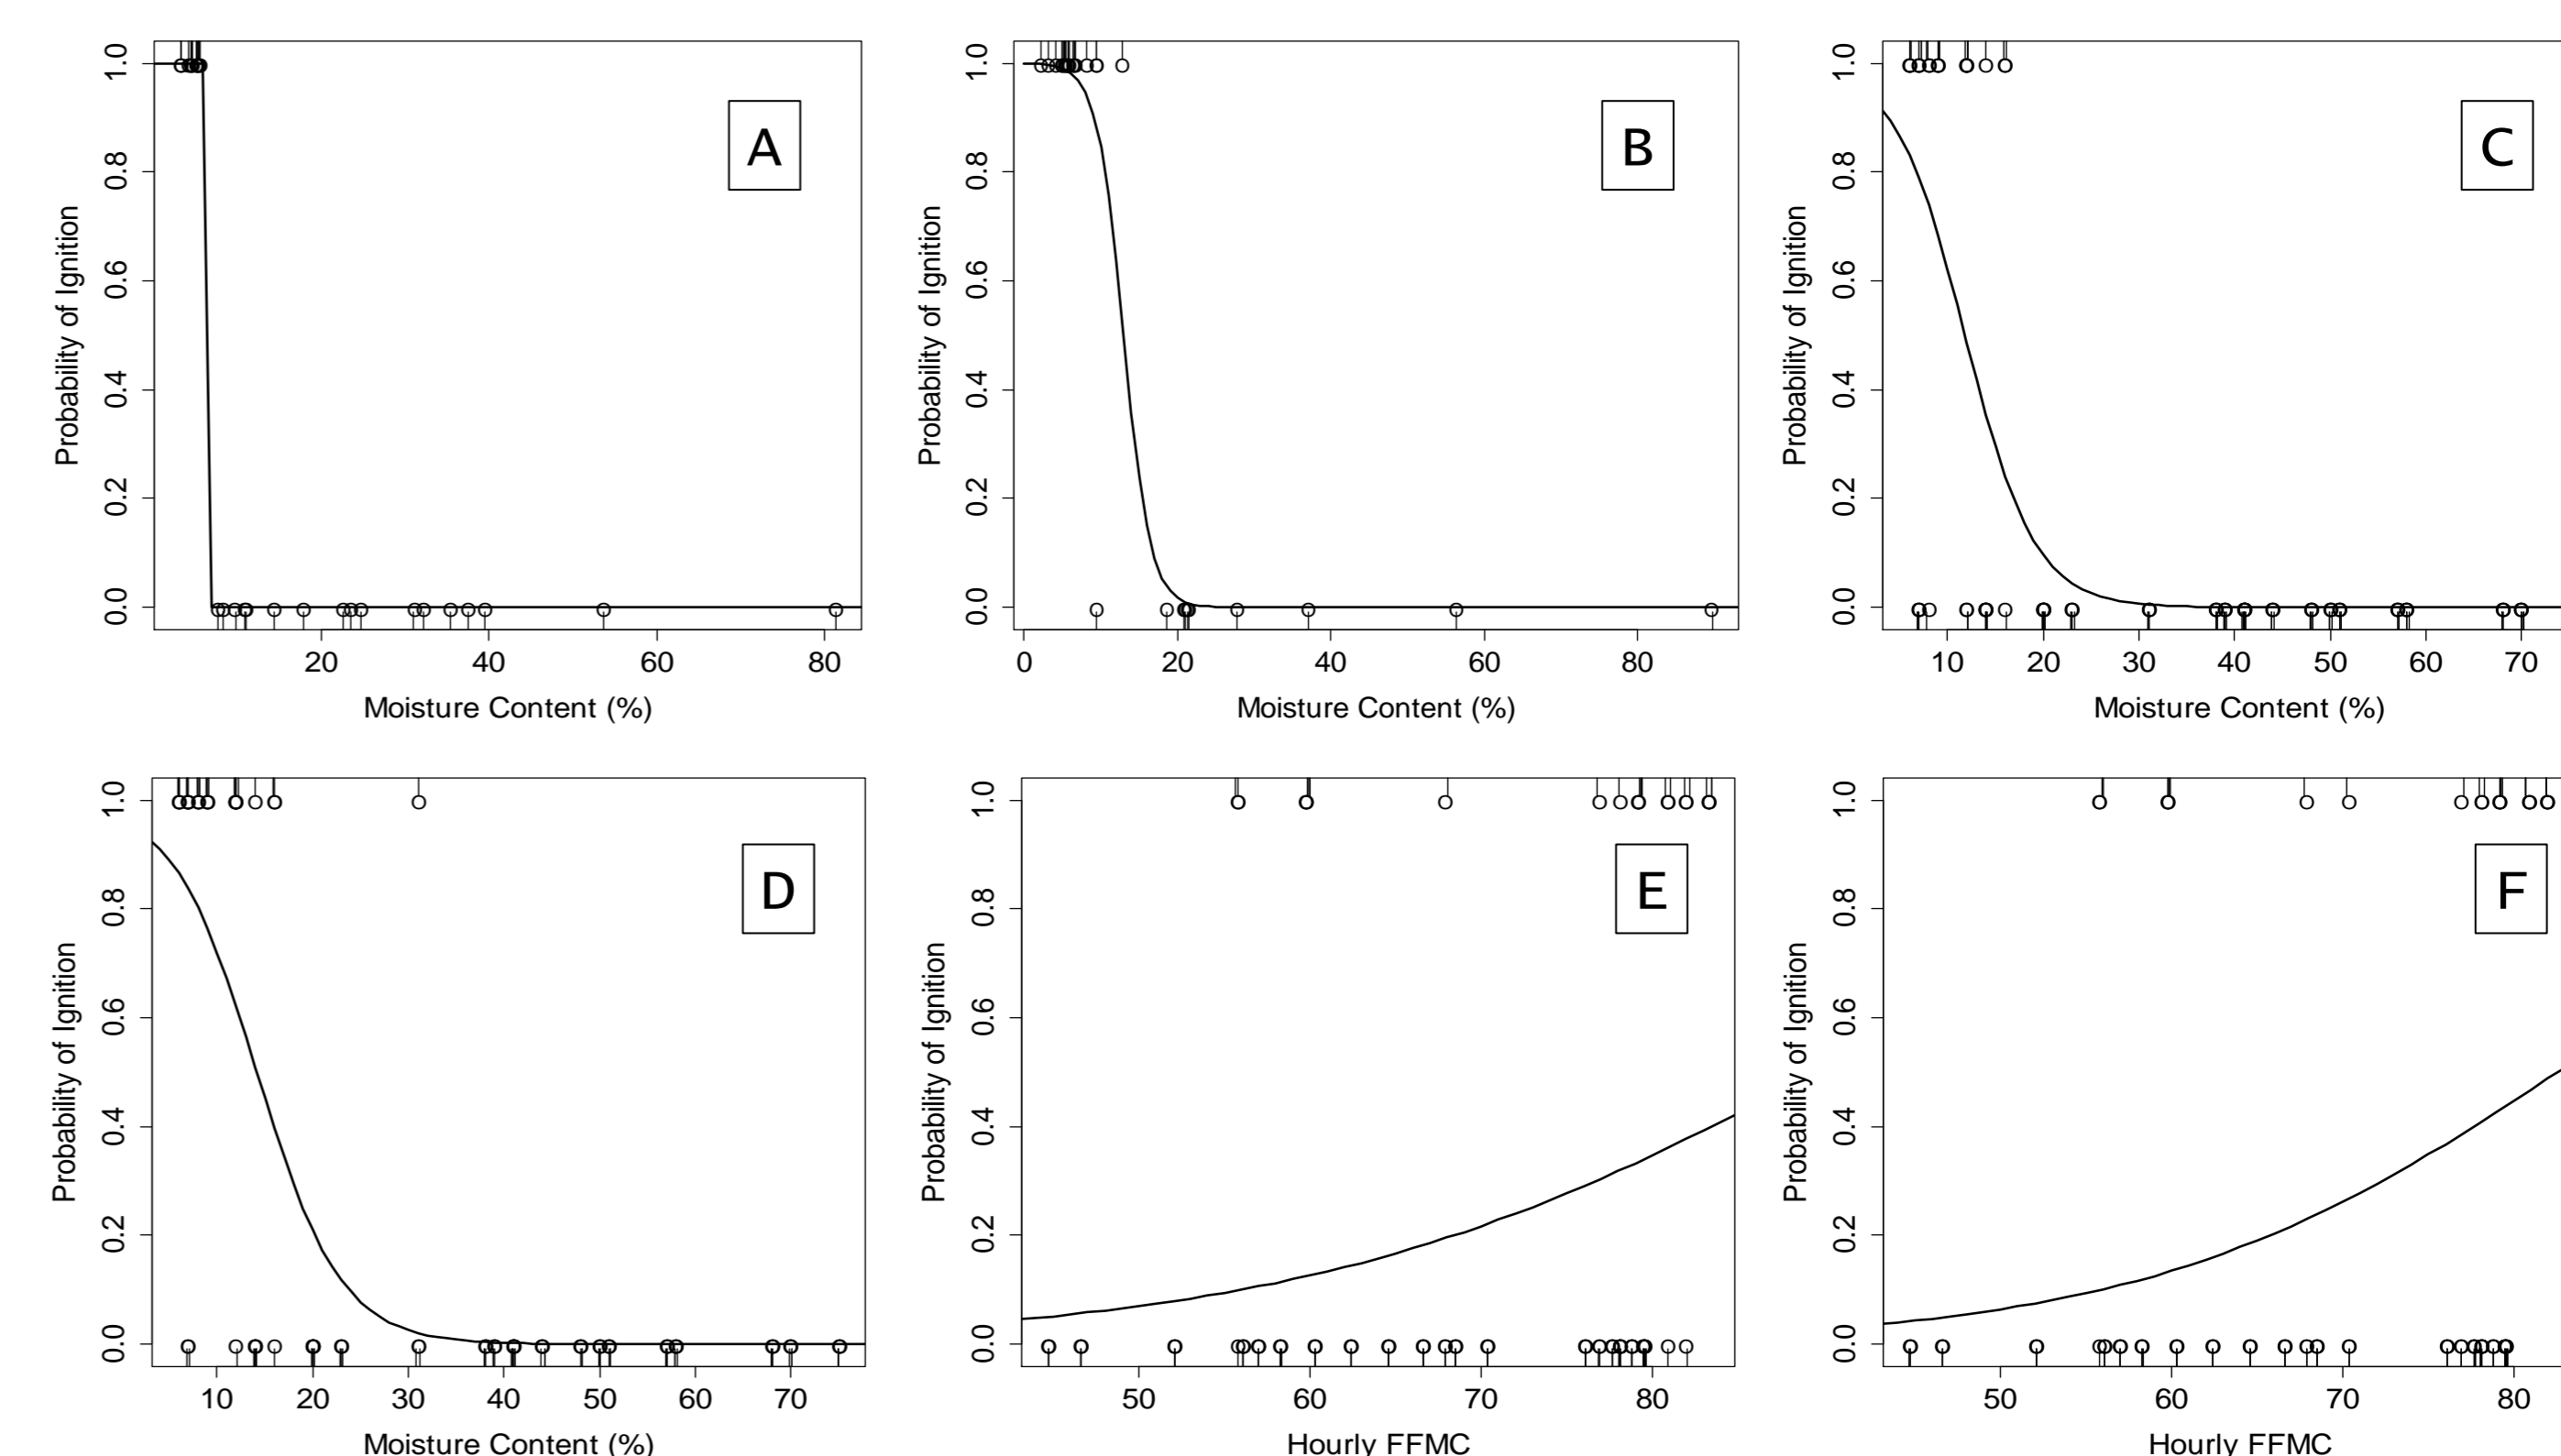 A
Probability of Ignition
0.0 0.2 0.4 0.6 0.8 1.0
20 40 60 80
Moisture Content (%)
B
Probability of Ignition
0.0 0.2 0.4 0.6 0.8 1.0
0 20 40 60 80
Moisture Content (%)
C
Probability of Ignition
0.0 0.2 0.4 0.6 0.8 1.0
10 20 30 40 50 60 70
Moisture Content (%)
D
Probability of Ignition
0.0 0.2 0.4 0.6 0.8 1.0
10 20 30 40 50 60 70
Moisture Content (%)
E
Probability of Ignition
0.0 0.2 0.4 0.6 0.8 1.0
50 60 70 80
Hourly FFMC
F
Probability of Ignition
0.0 0.2 0.4 0.6 0.8 1.0
50 60 70 80
Hourly FFMC